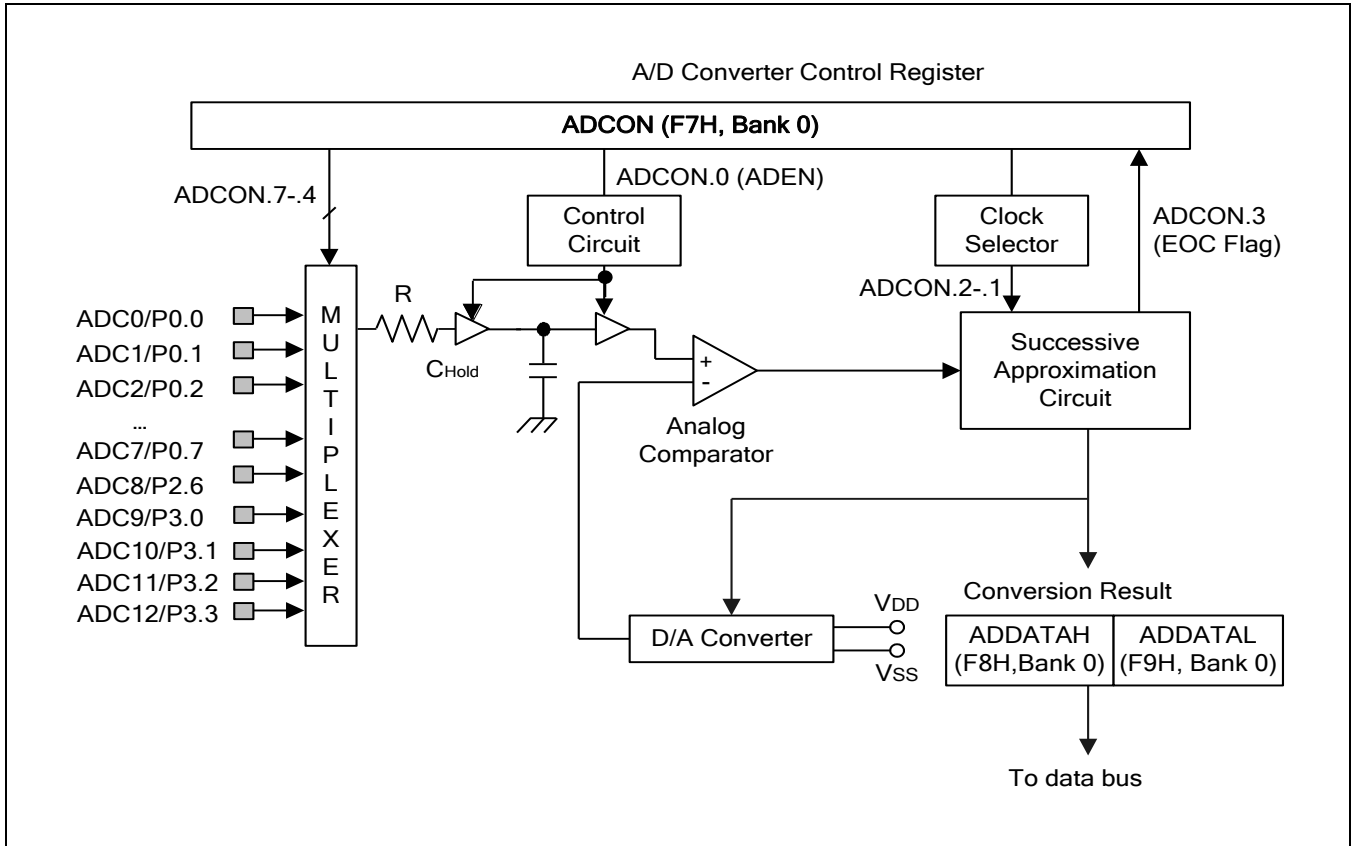 A/D Converter Control Register
ADCON (F7H, Bank 0)
ADCON.7-.4
ADCON.0 (ADEN)
Control
Circuit
Clock
Selector
ADCON.3
(EOC Flag)
ADCON.2-.1
ADC0/P0.0
ADC1/P0.1
ADC2/P0.2
...
ADC7/P0.7
ADC8/P2.6
ADC9/P3.0
ADC10/P3.1
ADC11/P3.2
ADC12/P3.3
M
U
L
T
I
P
L
E
X
E
R
R
CHold
+
-
Analog
Comparator
Successive
Approximation
Circuit
D/A Converter
VDD
VSS
Conversion Result
ADDATAH
(F8H,Bank 0)
ADDATAL
(F9H, Bank 0)
To data bus